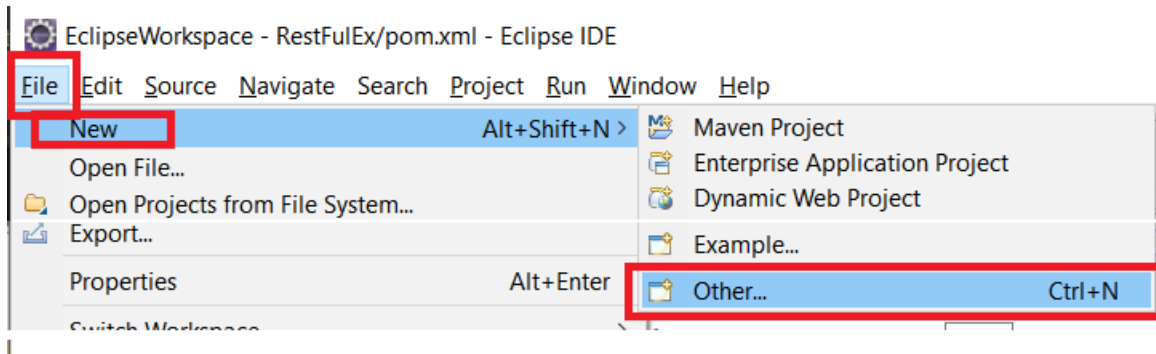 EclipseWorkspace - RestFulEx/pom.xml - Eclipse IDE
File Edit Source Navigate Search Project Run Window Help
New Alt+Shift+N > Maven Project
Open File... Enterprise Application Project
Open Projects from File System... Dynamic Web Project
Export... Example...
Properties Alt+Enter Other... Ctrl+N
Switch Workspace